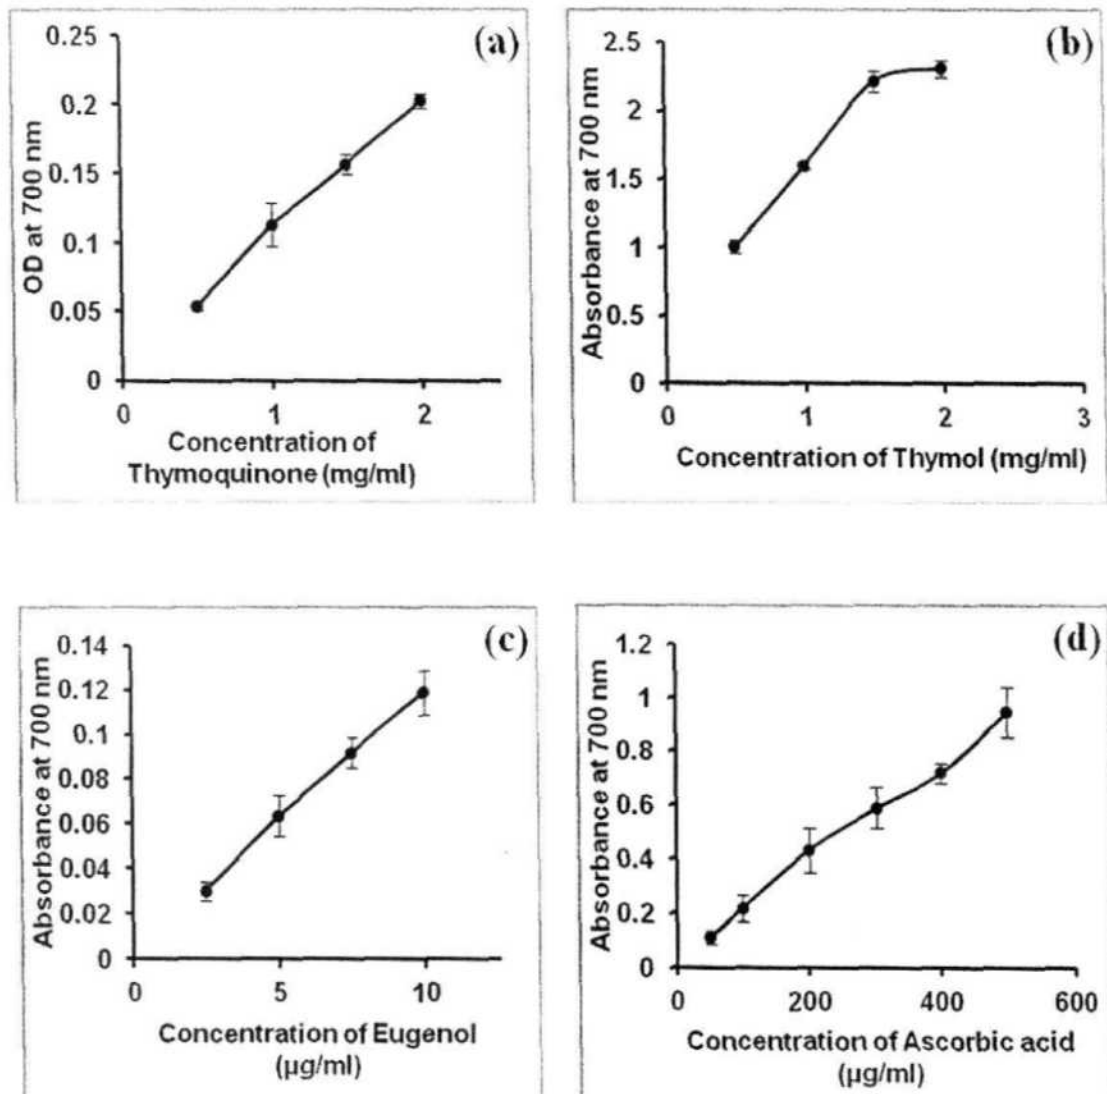 (a)
OD at 700 nm
0.25
0.2
0.15
0.1
0.05
0
0 1 2
Concentration of
Thymoquinone (mg/ml)
(b)
Absorbance at 700 nm
2.5
2
1.5
1
0.5
0
0 1 2 3
Concentration of Thymol (mg/ml)
(c)
Absorbance at 700 nm
0.14
0.12
0.1
0.08
0.06
0.04
0.02
0
0 5 10
Concentration of Eugenol
(µg/ml)
(d)
Absorbance at 700 nm
1.2
1
0.8
0.6
0.4
0.2
0
0 200 400 600
Concentration of Ascorbic acid
(µg/ml)